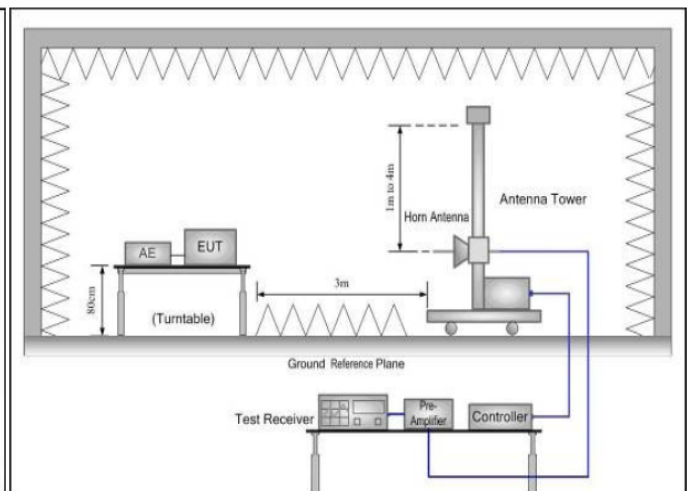 1m to 4m
Horn Antenna
Antenna Tower
AE
EUT
3m
80cm
(Turntable)
Ground Reference Plane
Test Receiver
Pre-
Amplifier
Controller